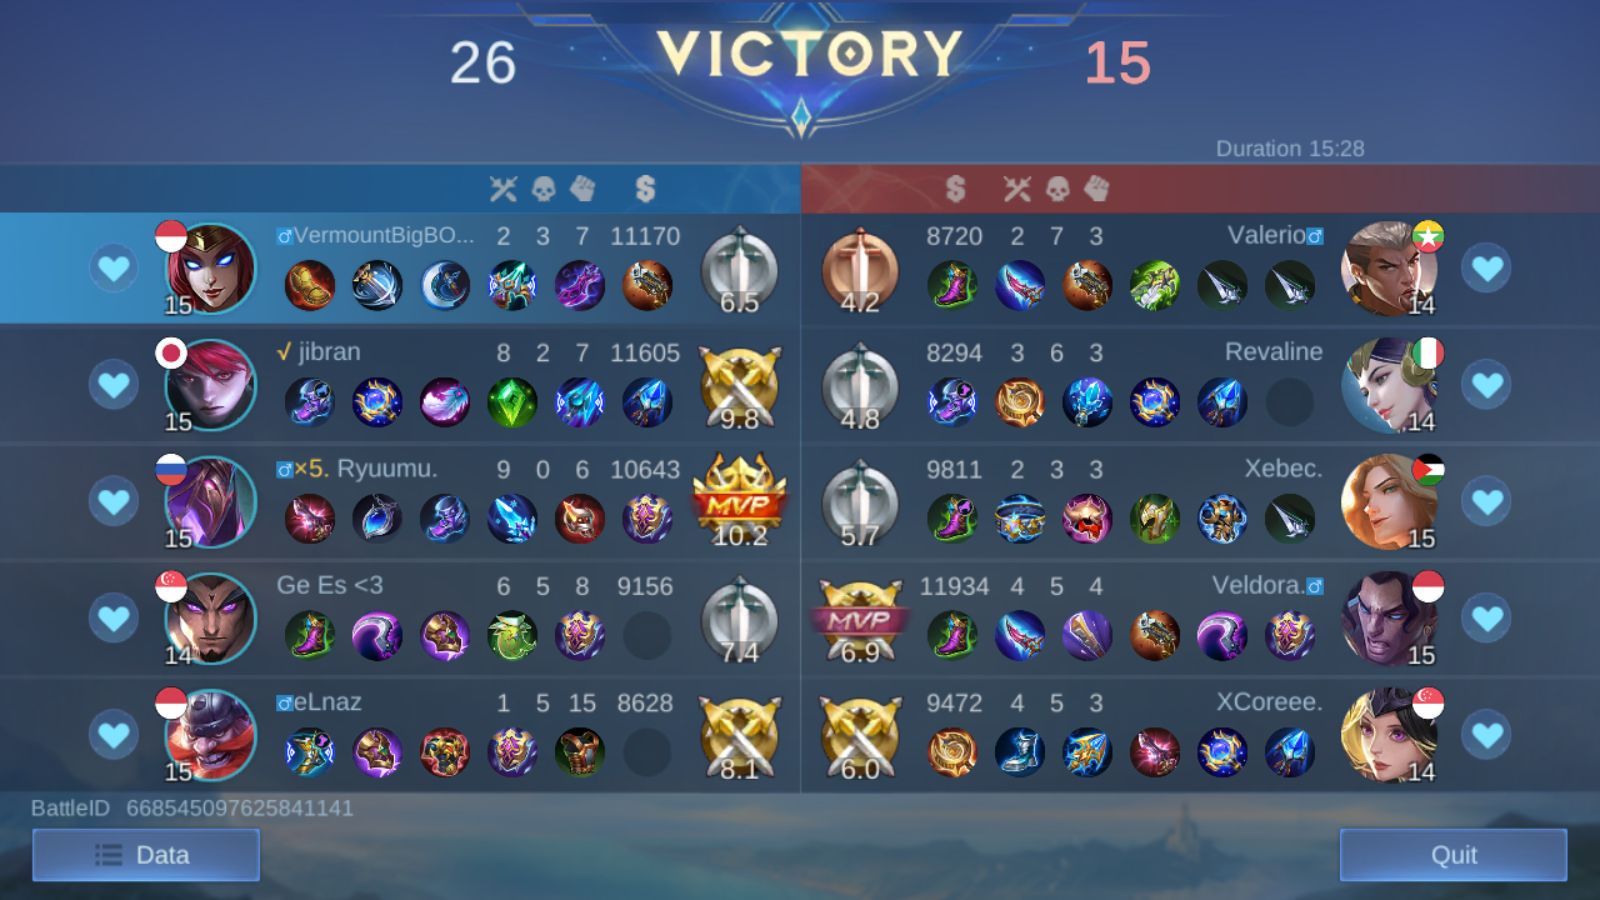 26 VICTORY 15
Duration 15:28
VermountBigBO... 2 3 7 11170 6.5 15
4.2 8720 2 7 3 Valerio 14
√ jibran 8 2 7 11605 9.8 15
4.8 8294 3 6 3 Revaline 14
×5. Ryuumu. 9 0 6 10643 MVP 10.2 15
5.7 9811 2 3 3 Xebec. 15
Ge Es <3 6 5 8 9156 7.4 14
MVP 6.9 11934 4 5 4 Veldora. 15
eLnaz 1 5 15 8628 8.1 15
6.0 9472 4 5 3 XCoreee. 14
BattleID 668545097625841141
Data
Quit